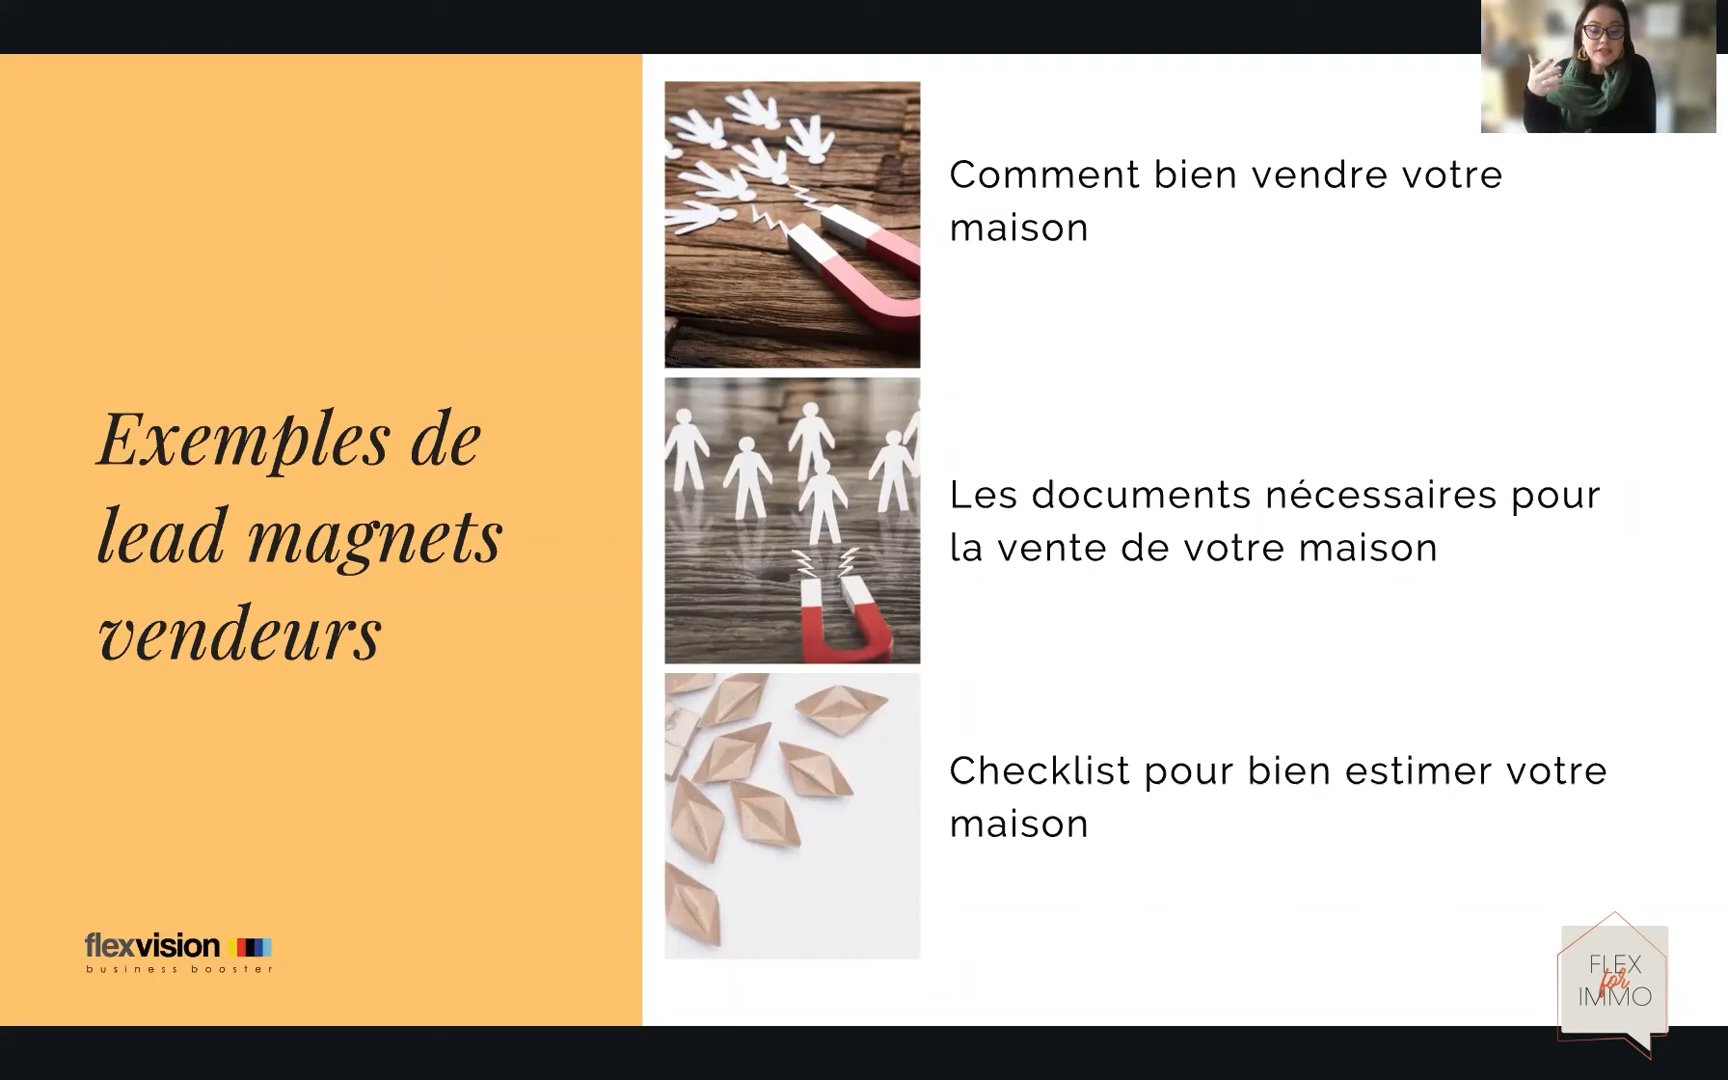 Exemples de
lead magnets
vendeurs
Comment bien vendre votre
maison
Les documents nécessaires pour
la vente de votre maison
Checklist pour bien estimer votre
maison
flexvision
business booster
FLEX
for
IMMO